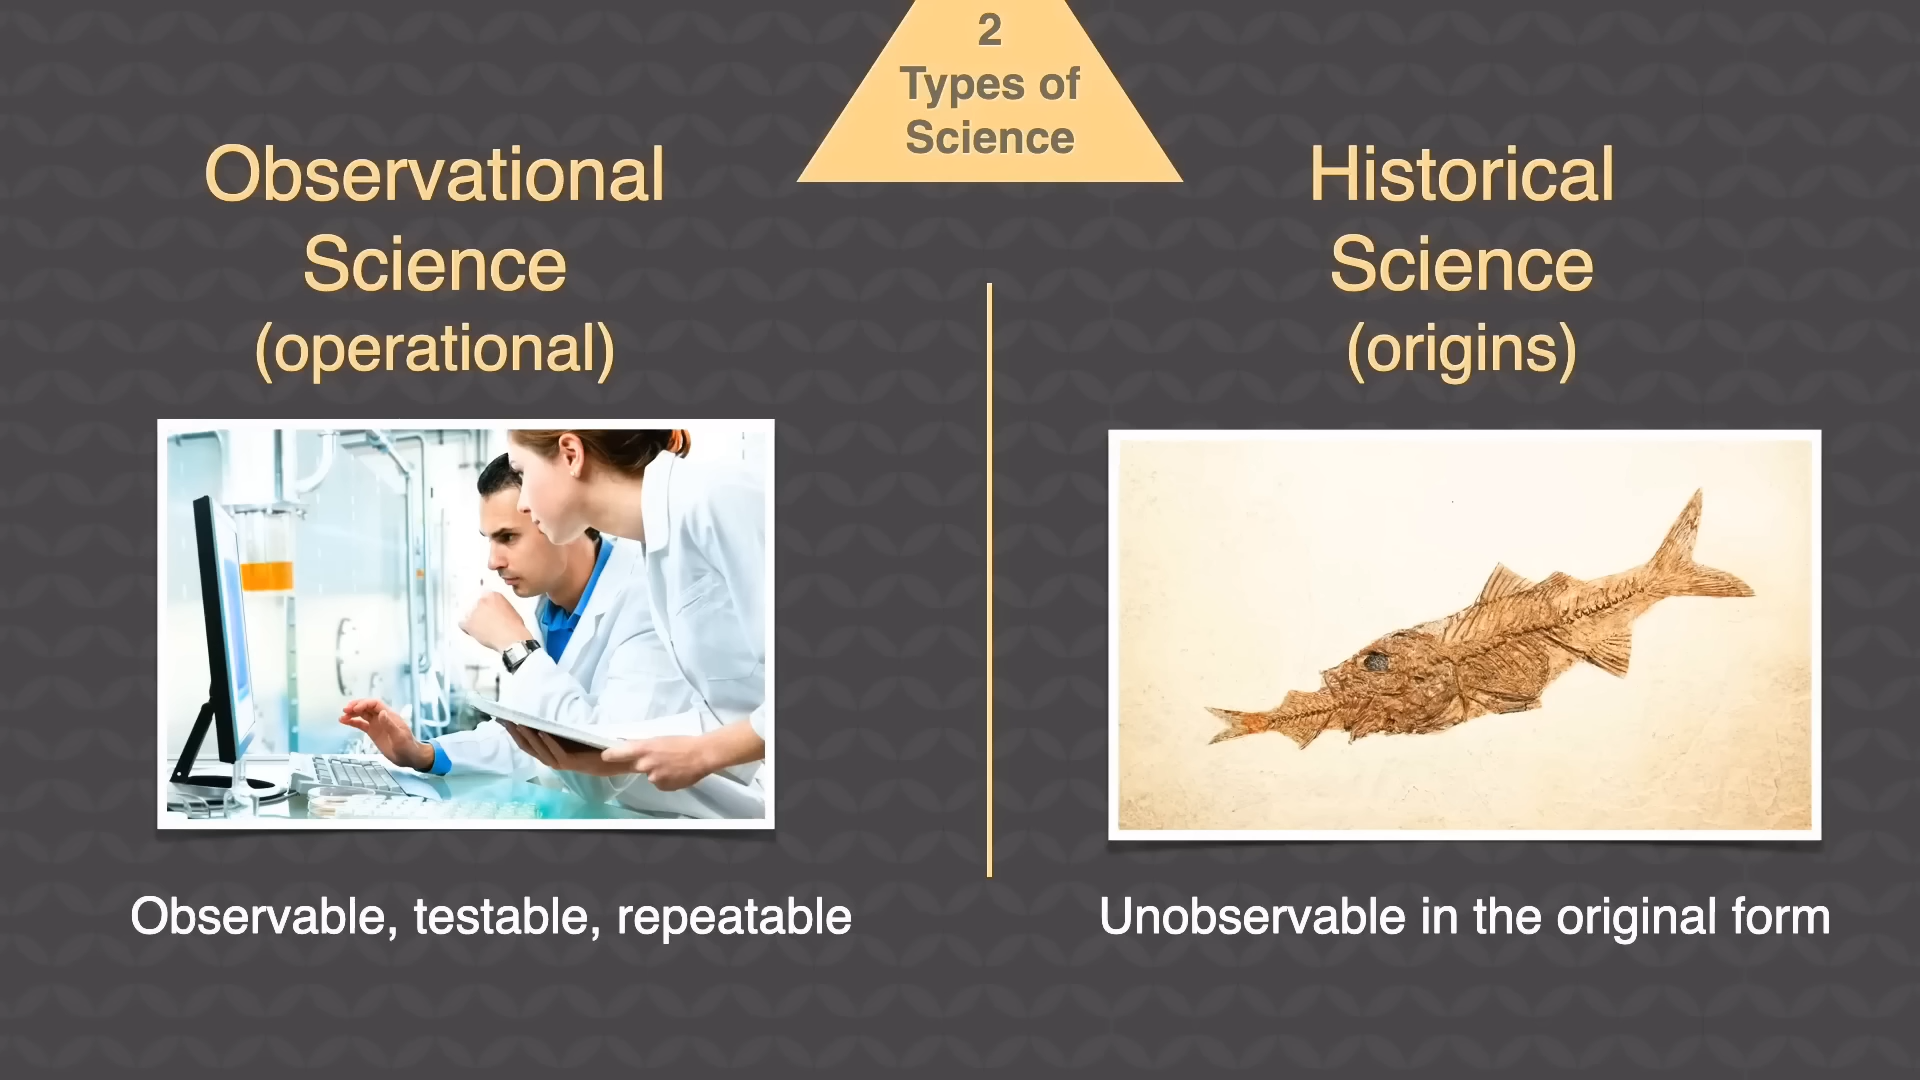 2
Types of
Science
Observational
Science
(operational)
Observable, testable, repeatable
Historical
Science
(origins)
Unobservable in the original form